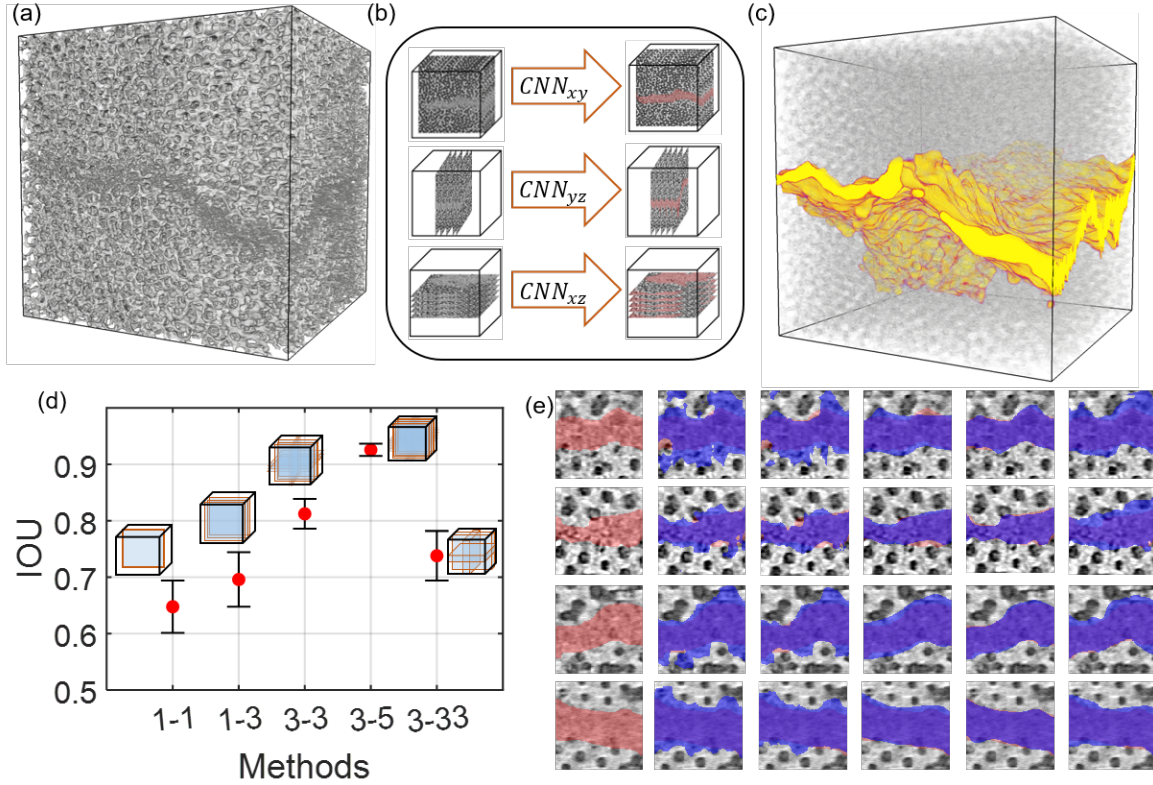 (a)
(b)
(c)
CNN_xy
CNN_yz
CNN_xz
(d)
(e)
0.9
0.8
0.7
0.6
0.5
IOU
1-1 1-3 3-3 3-5 3-33
Methods